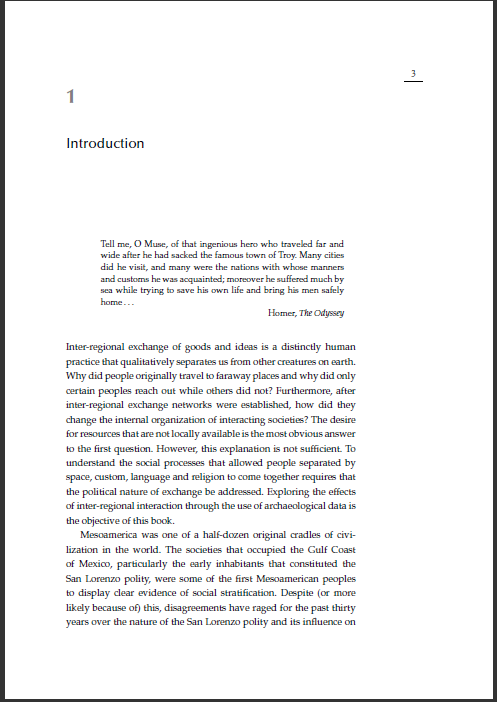 3
1
Introduction
Tell me, O Muse, of that ingenious hero who traveled far and
wide after he had sacked the famous town of Troy. Many cities
did he visit, and many were the nations with whose manners
and customs he was acquainted; moreover he suffered much by
sea while trying to save his own life and bring his men safely
home . . .
Homer, The Odyssey
Inter-regional exchange of goods and ideas is a distinctly human
practice that qualitatively separates us from other creatures on earth.
Why did people originally travel to faraway places and why did only
certain peoples reach out while others did not? Furthermore, after
inter-regional exchange networks were established, how did they
change the internal organization of interacting societies? The desire
for resources that are not locally available is the most obvious answer
to the first question. However, this explanation is not sufficient. To
understand the social processes that allowed people separated by
space, custom, language and religion to come together requires that
the political nature of exchange be addressed. Exploring the effects
of inter-regional interaction through the use of archaeological data is
the objective of this book.
Mesoamerica was one of a half-dozen original cradles of civi-
lization in the world. The societies that occupied the Gulf Coast
of Mexico, particularly the early inhabitants that constituted the
San Lorenzo polity, were some of the first Mesoamerican peoples
to display clear evidence of social stratification. Despite (or more
likely because of) this, disagreements have raged for the past thirty
years over the nature of the San Lorenzo polity and its influence on